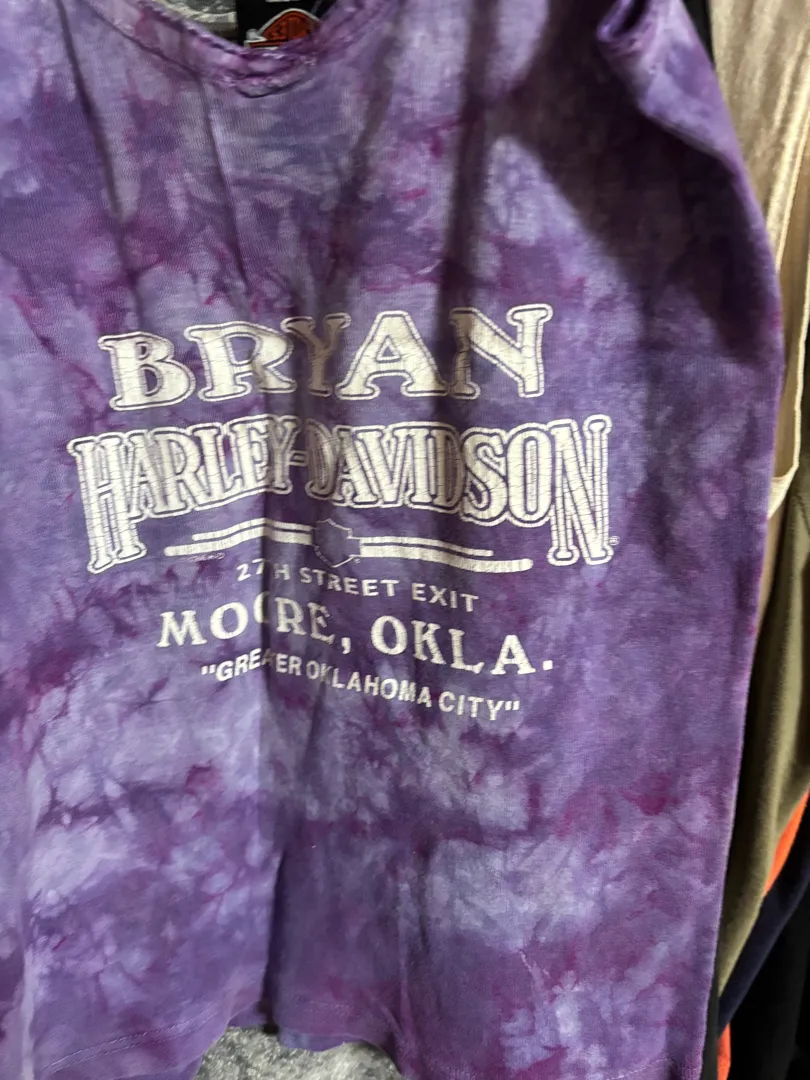 BRYAN
HARLEY-DAVIDSON
27TH STREET EXIT
MOORE, OKLA.
"GREATER OKLAHOMA CITY"